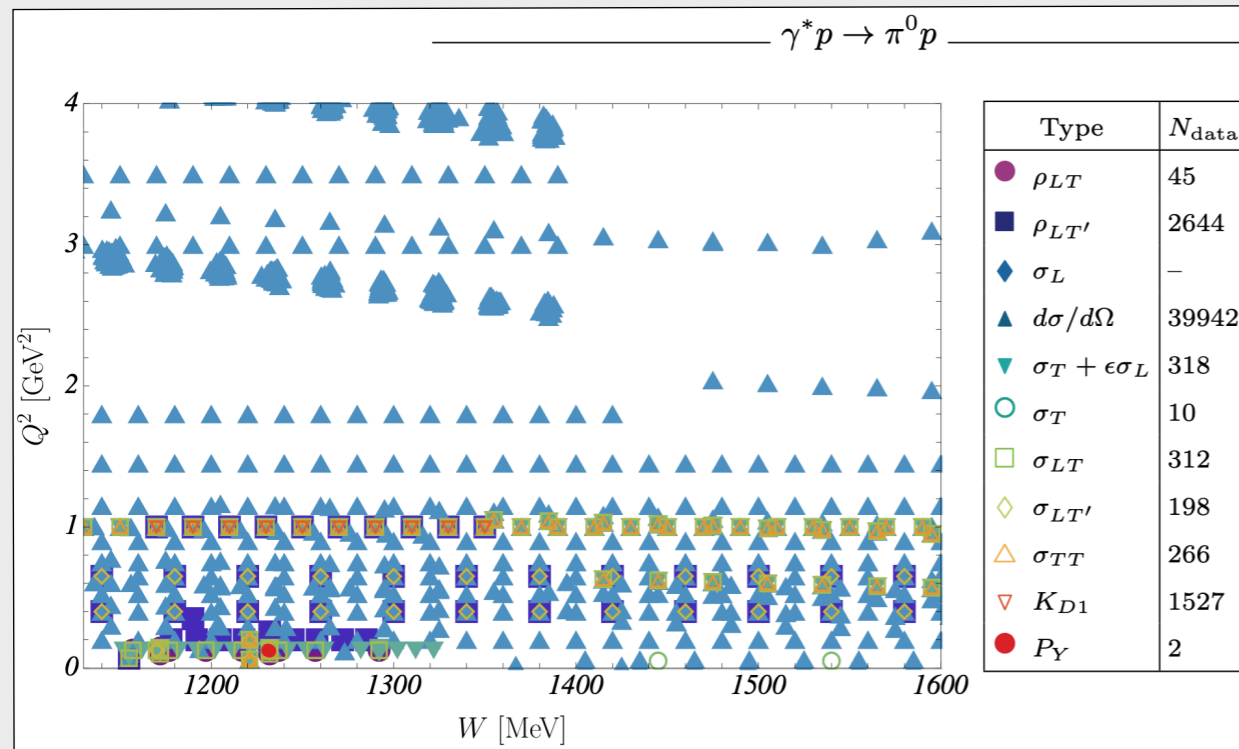 γ*p → π⁰p
4
3
2
1
0
Q² [GeV²]
1200 1300 1400 1500 1600
W [MeV]
Type N_data
ρ_LT 45
ρ_LT′ 2644
σ_L –
dσ/dΩ 39942
σ_T + ϵσ_L 318
σ_T 10
σ_LT 312
σ_LT′ 198
σ_TT 266
K_D1 1527
P_Y 2